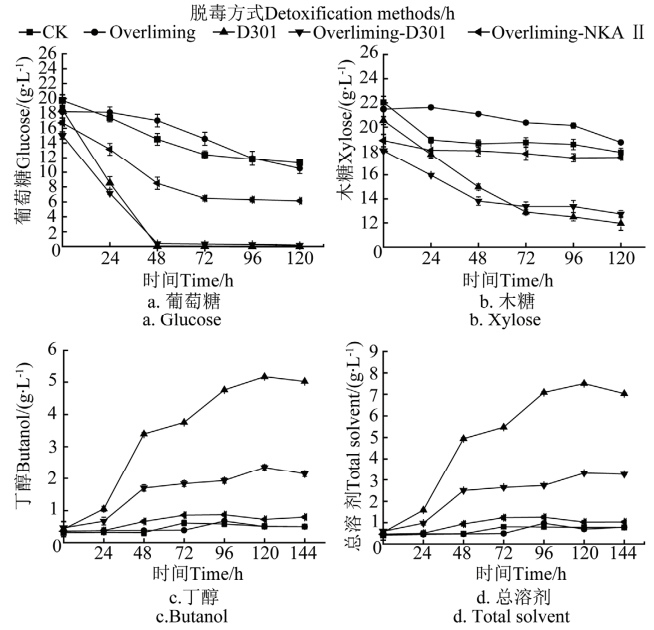 脱毒方式Detoxification methods/h
CK Overliming D301 Overliming-D301 Overliming-NKA Ⅱ
葡萄糖Glucose/(g·L⁻¹)
26
24
22
20
18
16
14
12
10
8
6
4
2
0
0 24 48 72 96 120
时间Time/h
a. 葡萄糖
a. Glucose
木糖Xylose/(g·L⁻¹)
26
24
22
20
18
16
14
12
10
0 24 48 72 96 120
时间Time/h
b. 木糖
b. Xylose
丁醇Butanol/(g·L⁻¹)
6
5
4
3
2
1
0
0 24 48 72 96 120 144
时间Time/h
c.丁醇
c.Butanol
总溶 剂Total solvent/(g·L⁻¹)
9
8
7
6
5
4
3
2
1
0
0 24 48 72 96 120 144
时间Time/h
d. 总溶剂
d. Total solvent